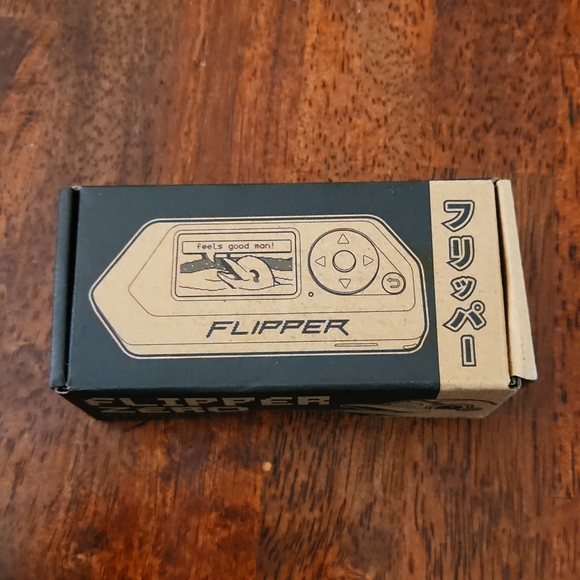 feels good man!
FLIPPER
フリッパー
FLIPPER
ZERO